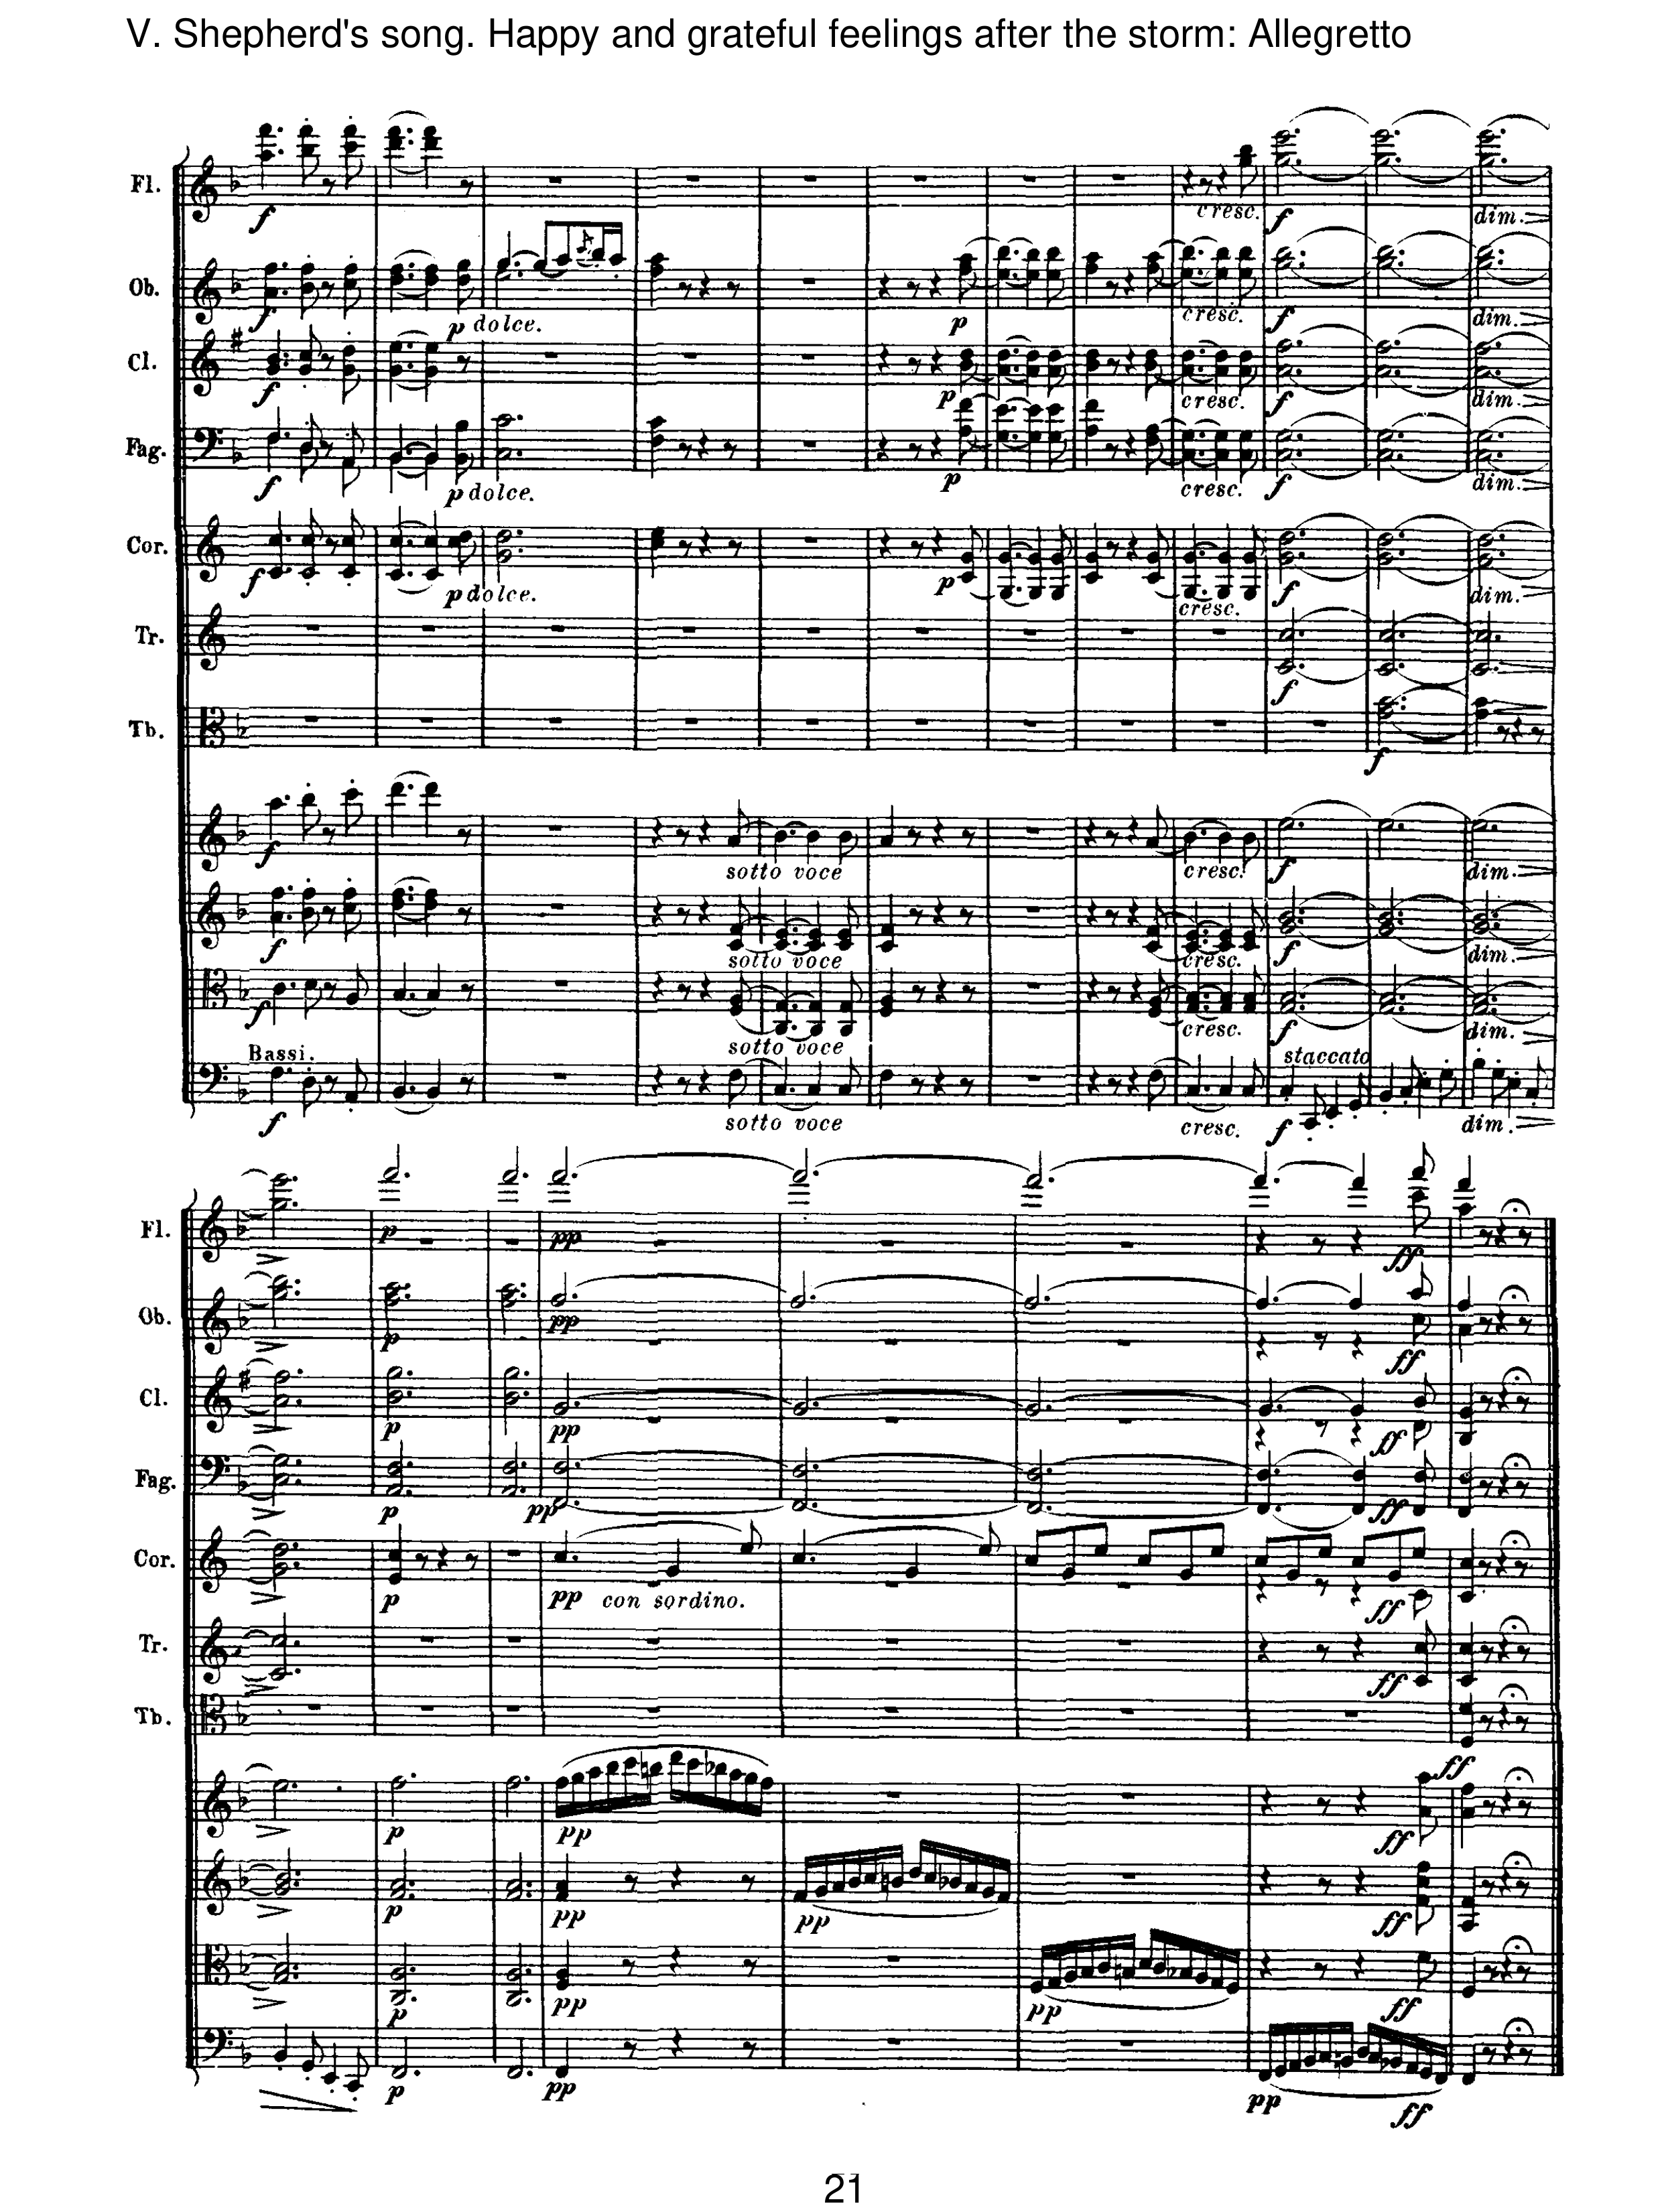 V. Shepherd's song. Happy and grateful feelings after the storm: Allegretto
Fl.
f
cresc.
f
dim.
Ob.
f
p dolce.
p
cresc.
f
dim.
Cl.
f
p
cresc.
f
dim.
Fag.
f
p dolce.
p
cresc.
f
dim.
Cor.
f
p dolce.
p
cresc.
f
dim.
Tr.
f
Tb.
f
f
sotto voce
cresc.
f
dim.
f
sotto voce
cresc.
f
dim.
f
sotto voce
cresc.
f
dim.
Bassi.
staccato
f
sotto voce
cresc.
f
dim.
Fl.
p
pp
ff
Ob.
p
pp
ff
Cl.
p
pp
ff
Fag.
p
pp
ff
Cor.
p
pp con sordino.
ff
Tr.
ff
Tb.
ff
p
pp
ff
p
pp
pp
ff
p
pp
pp
ff
p
pp
pp
ff
21